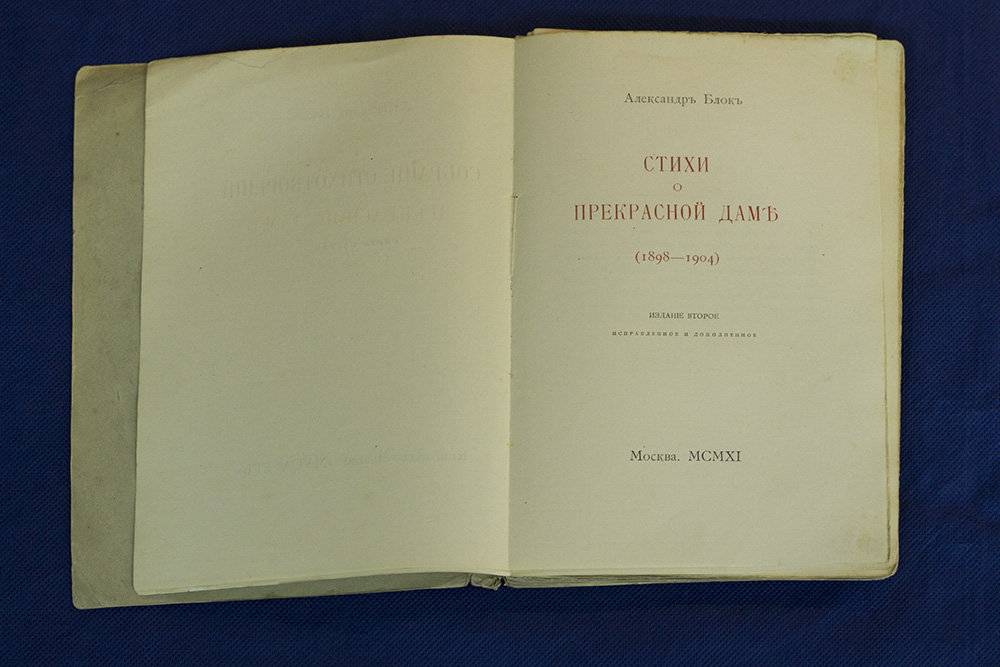 Александръ Блокъ
СТИХИ
О
ПРЕКРАСНОЙ ДАМѢ
(1898—1904)
ИЗДАНІЕ ВТОРОЕ
ИСПРАВЛЕННОЕ И ДОПОЛНЕННОЕ
Москва. MCMXI